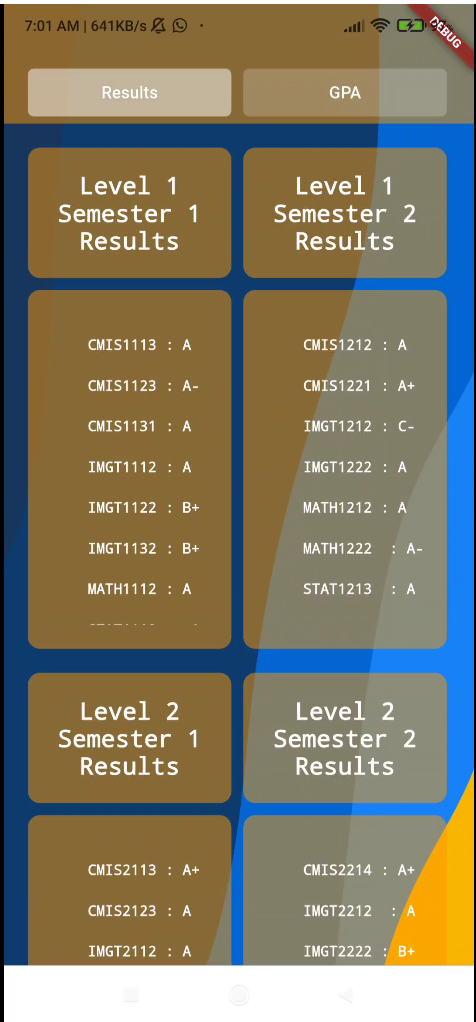 7:01 AM | 641KB/s
DEBUG
Results
GPA
Level 1
Semester 1
Results
Level 1
Semester 2
Results
CMIS1113 : A
CMIS1123 : A-
CMIS1131 : A
IMGT1112 : A
IMGT1122 : B+
IMGT1132 : B+
MATH1112 : A
CMIS1212 : A
CMIS1221 : A+
IMGT1212 : C-
IMGT1222 : A
MATH1212 : A
MATH1222 : A-
STAT1213 : A
Level 2
Semester 1
Results
Level 2
Semester 2
Results
CMIS2113 : A+
CMIS2123 : A
IMGT2112 : A
CMIS2214 : A+
IMGT2212 : A
IMGT2222 : B+